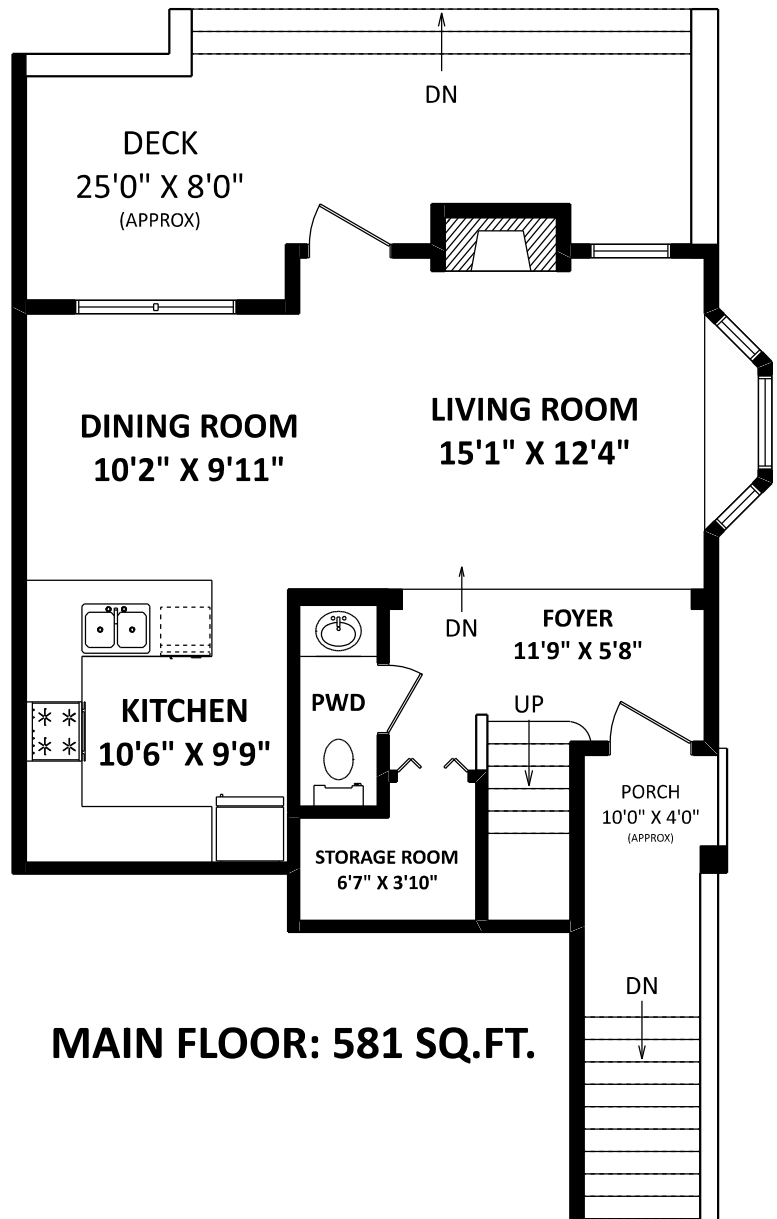 DN
DECK
25'0" X 8'0"
(APPROX)
DINING ROOM
10'2" X 9'11"
LIVING ROOM
15'1" X 12'4"
DN
FOYER
11'9" X 5'8"
PWD
KITCHEN
10'6" X 9'9"
UP
PORCH
10'0" X 4'0"
(APPROX)
STORAGE ROOM
6'7" X 3'10"
DN
MAIN FLOOR: 581 SQ.FT.